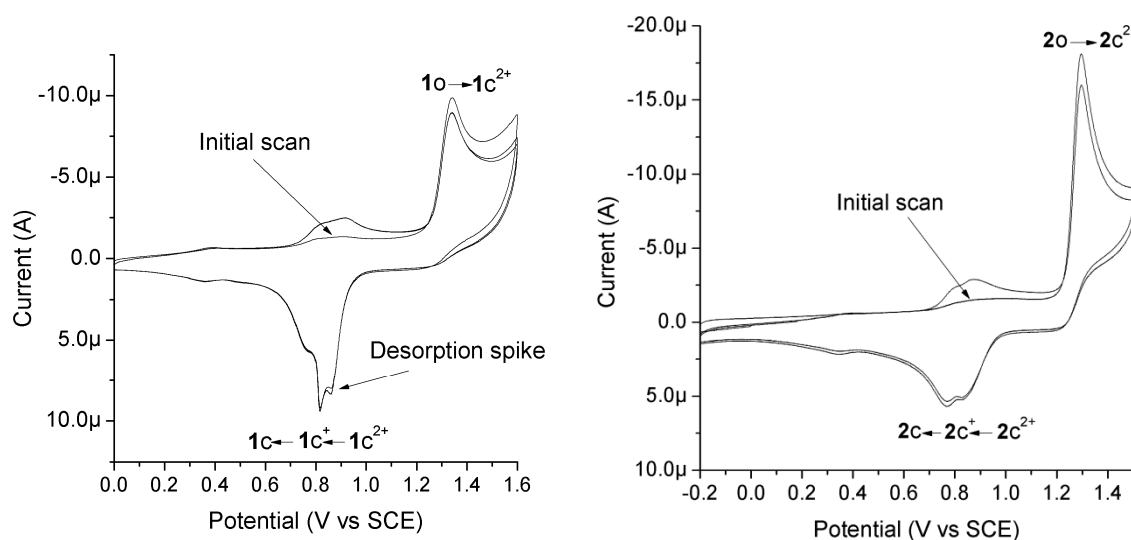 -10.0µ
-5.0µ
0.0
5.0µ
10.0µ
Current (A)
1o→1c²⁺
Initial scan
Desorption spike
1c←1c⁺←1c²⁺
0.0 0.2 0.4 0.6 0.8 1.0 1.2 1.4 1.6
Potential (V vs SCE)
-20.0µ
-15.0µ
-10.0µ
-5.0µ
0.0
5.0µ
10.0µ
Current (A)
2o→2c²
Initial scan
2c←2c⁺←2c²⁺
-0.2 0.0 0.2 0.4 0.6 0.8 1.0 1.2 1.4
Potential (V vs SCE)